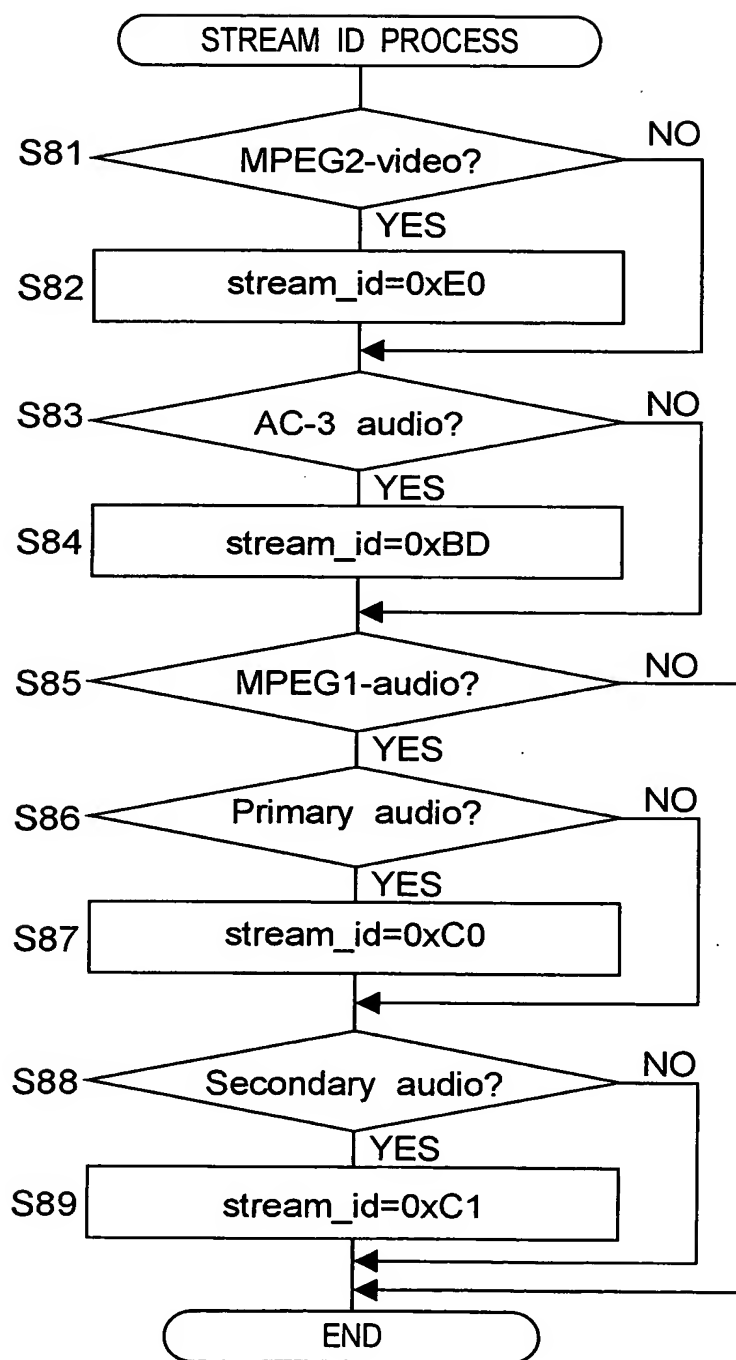 STREAM ID PROCESS
S81
MPEG2-video?
NO
YES
S82
stream_id=0xE0
S83
AC-3 audio?
NO
YES
S84
stream_id=0xBD
S85
MPEG1-audio?
NO
YES
S86
Primary audio?
NO
YES
S87
stream_id=0xC0
S88
Secondary audio?
NO
YES
S89
stream_id=0xC1
END